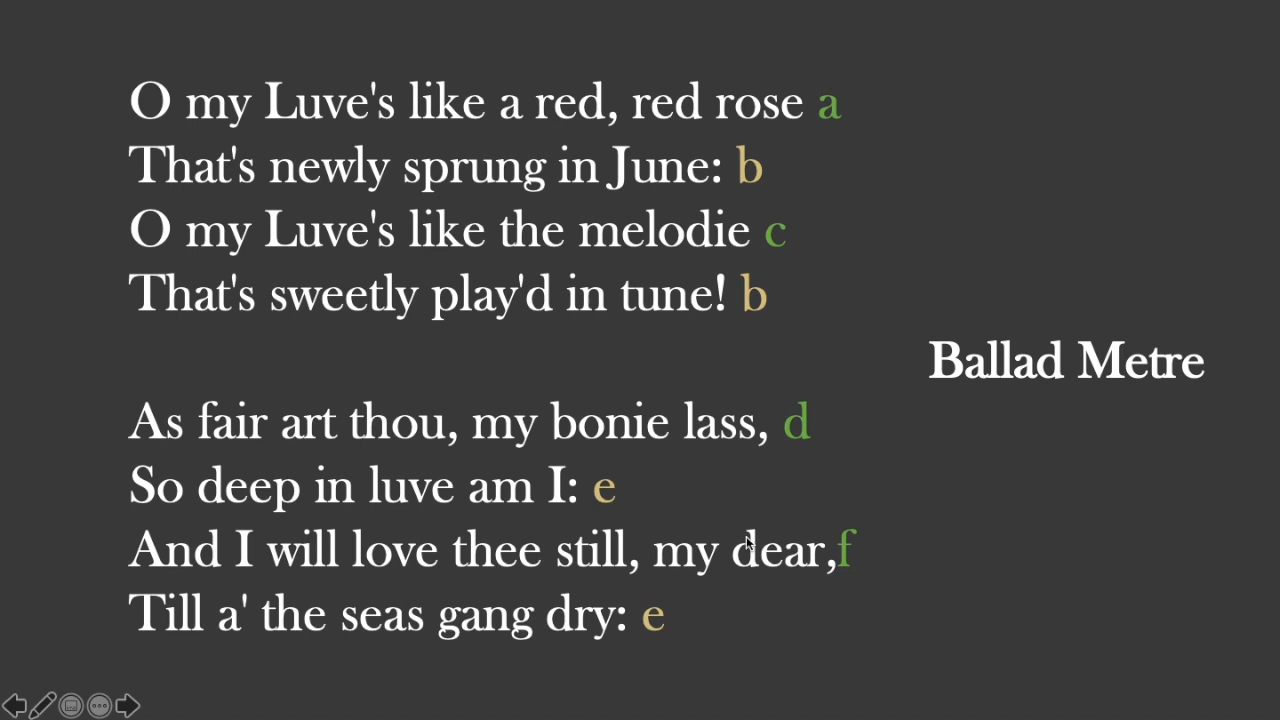 O my Luve's like a red, red rose a
That's newly sprung in June: b
O my Luve's like the melodie c
That's sweetly play'd in tune! b
Ballad Metre
As fair art thou, my bonie lass, d
So deep in luve am I: e
And I will love thee still, my dear,f
Till a' the seas gang dry: e